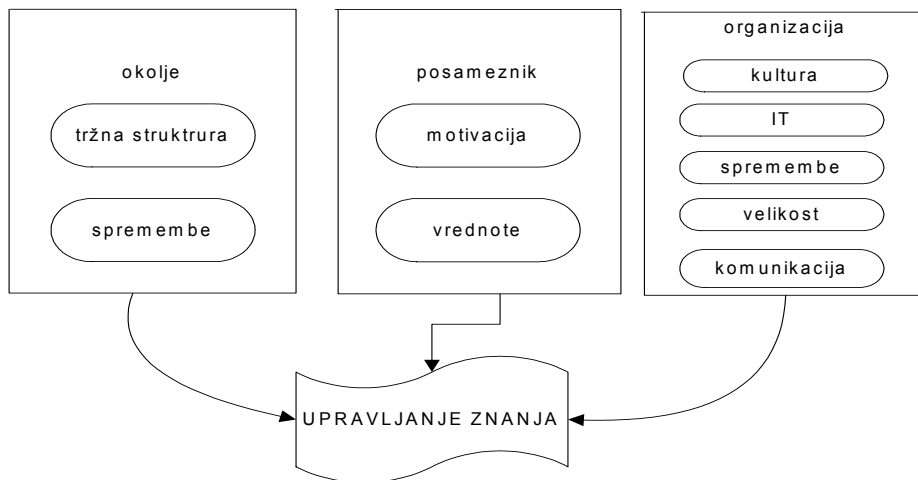 okolje
tržna struktrura
spremembe
posameznik
motivacija
vrednote
organizacija
kultura
IT
spremembe
velikost
komunikacija
UPRAVLJANJE ZNANJA